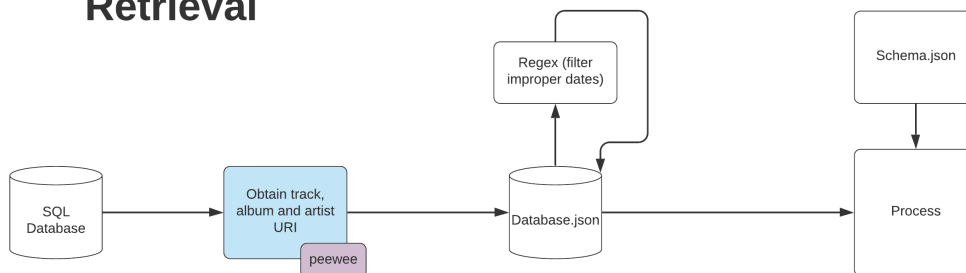 Retrieval
Regex (filter
improper dates)
Schema.json
SQL
Database
Obtain track,
album and artist
URI
Database.json
Process
peewee